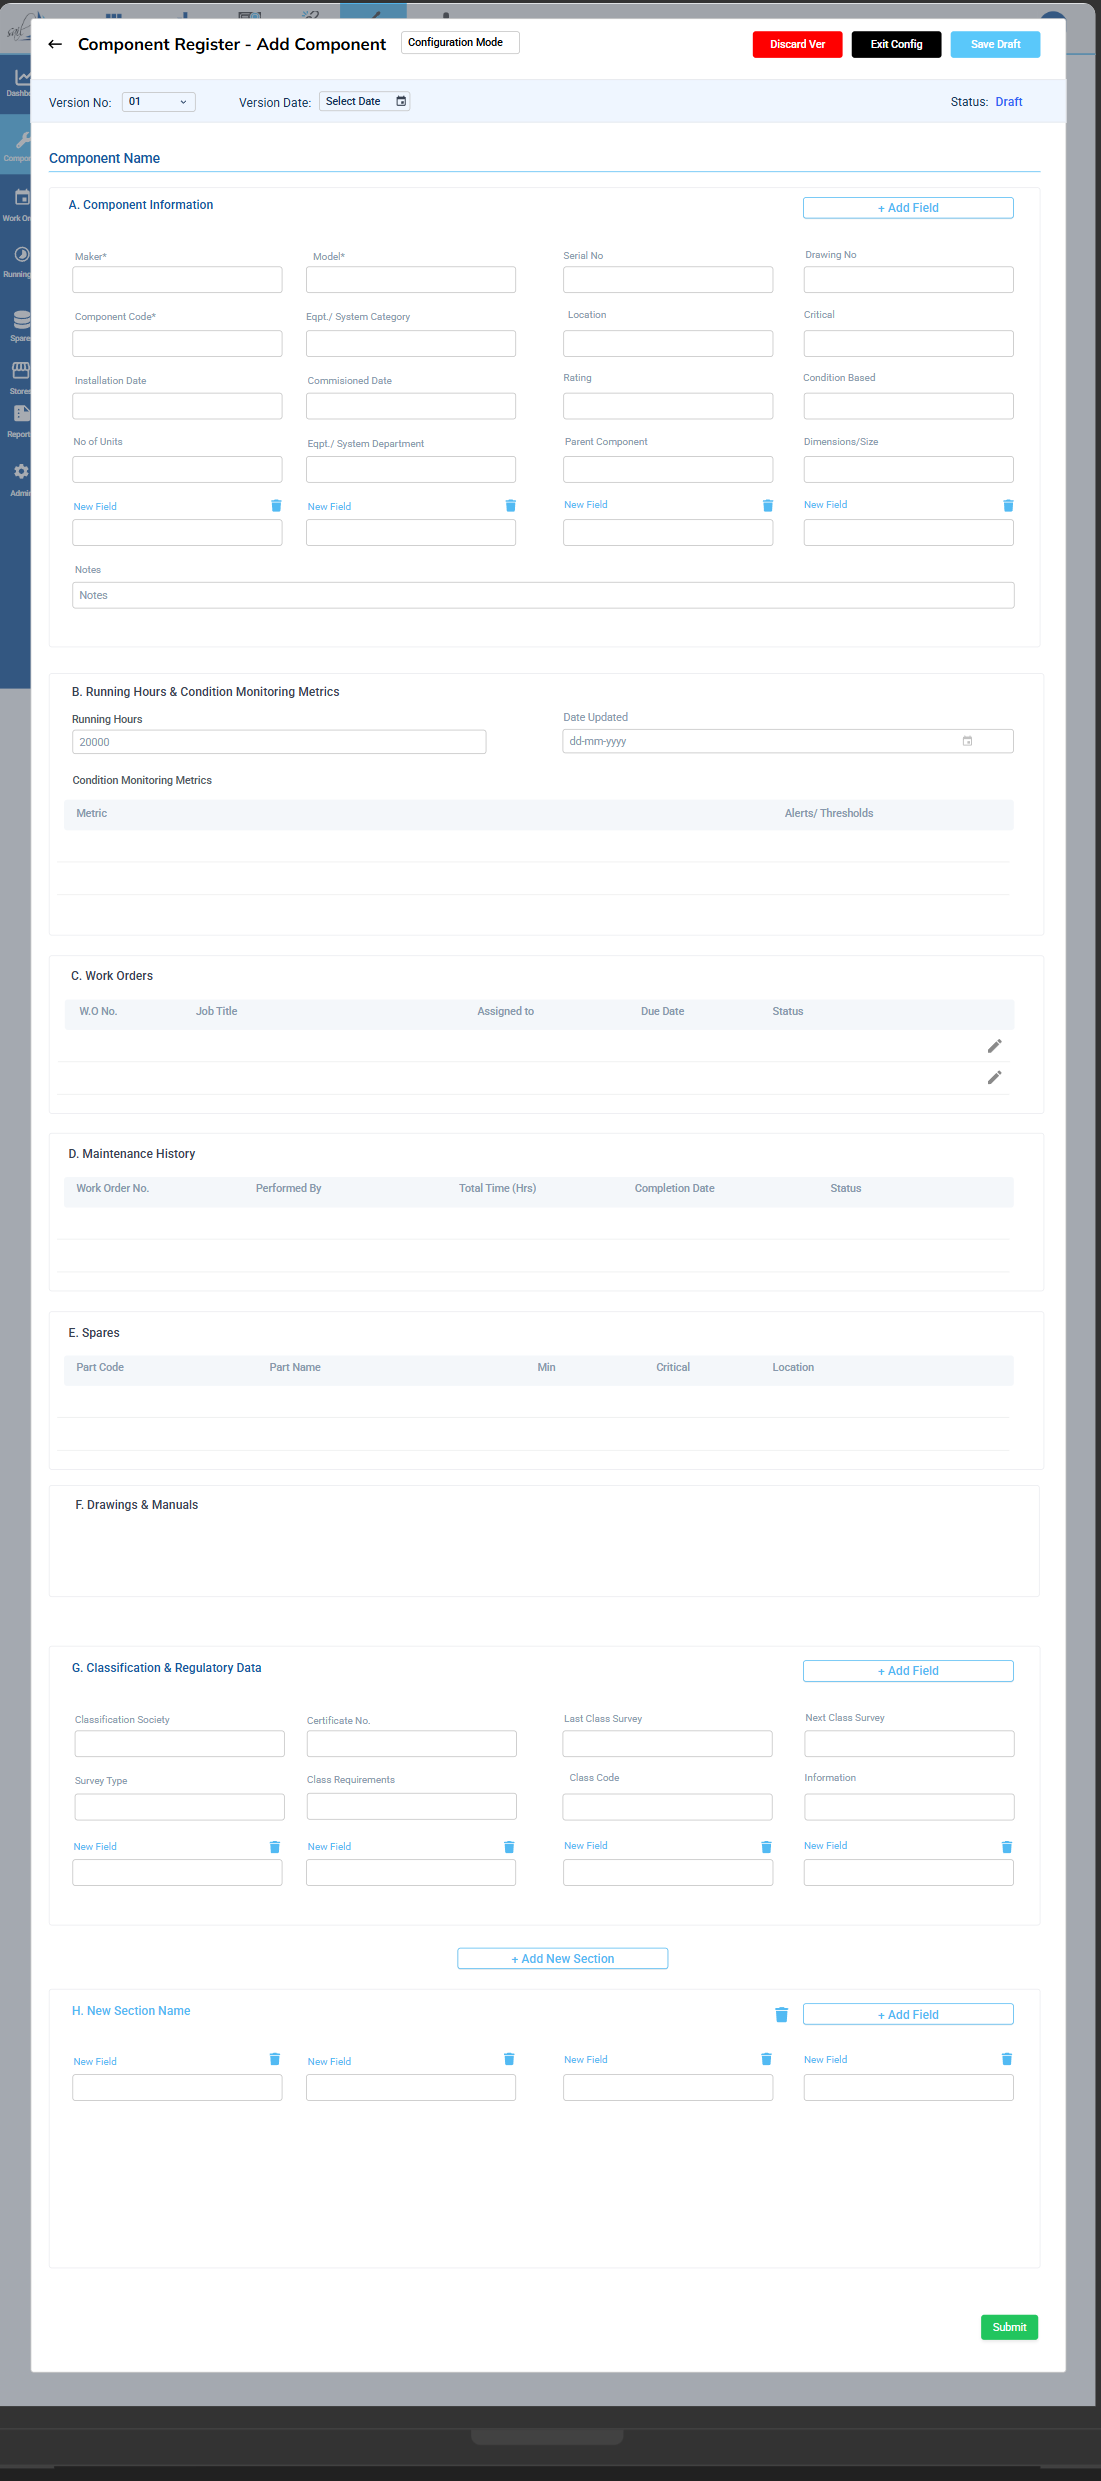 sail
← Component Register - Add Component
Configuration Mode
Discard Ver
Exit Config
Save Draft
Version No:
01
Version Date:
Select Date
Status: Draft
Component Name
A. Component Information
+ Add Field
Maker*
Model*
Serial No
Drawing No
Component Code*
Eqpt./ System Category
Location
Critical
Installation Date
Commisioned Date
Rating
Condition Based
No of Units
Eqpt./ System Department
Parent Component
Dimensions/Size
New Field
New Field
New Field
New Field
Notes
Notes
B. Running Hours & Condition Monitoring Metrics
Running Hours
Date Updated
20000
dd-mm-yyyy
Condition Monitoring Metrics
Metric
Alerts/ Thresholds
C. Work Orders
W.O No.
Job Title
Assigned to
Due Date
Status
D. Maintenance History
Work Order No.
Performed By
Total Time (Hrs)
Completion Date
Status
E. Spares
Part Code
Part Name
Min
Critical
Location
F. Drawings & Manuals
G. Classification & Regulatory Data
+ Add Field
Classification Society
Certificate No.
Last Class Survey
Next Class Survey
Survey Type
Class Requirements
Class Code
Information
New Field
New Field
New Field
New Field
+ Add New Section
H. New Section Name
+ Add Field
New Field
New Field
New Field
New Field
Submit
Dashb
Compor
Work Or
Running
Spare
Stores
Report
Admin